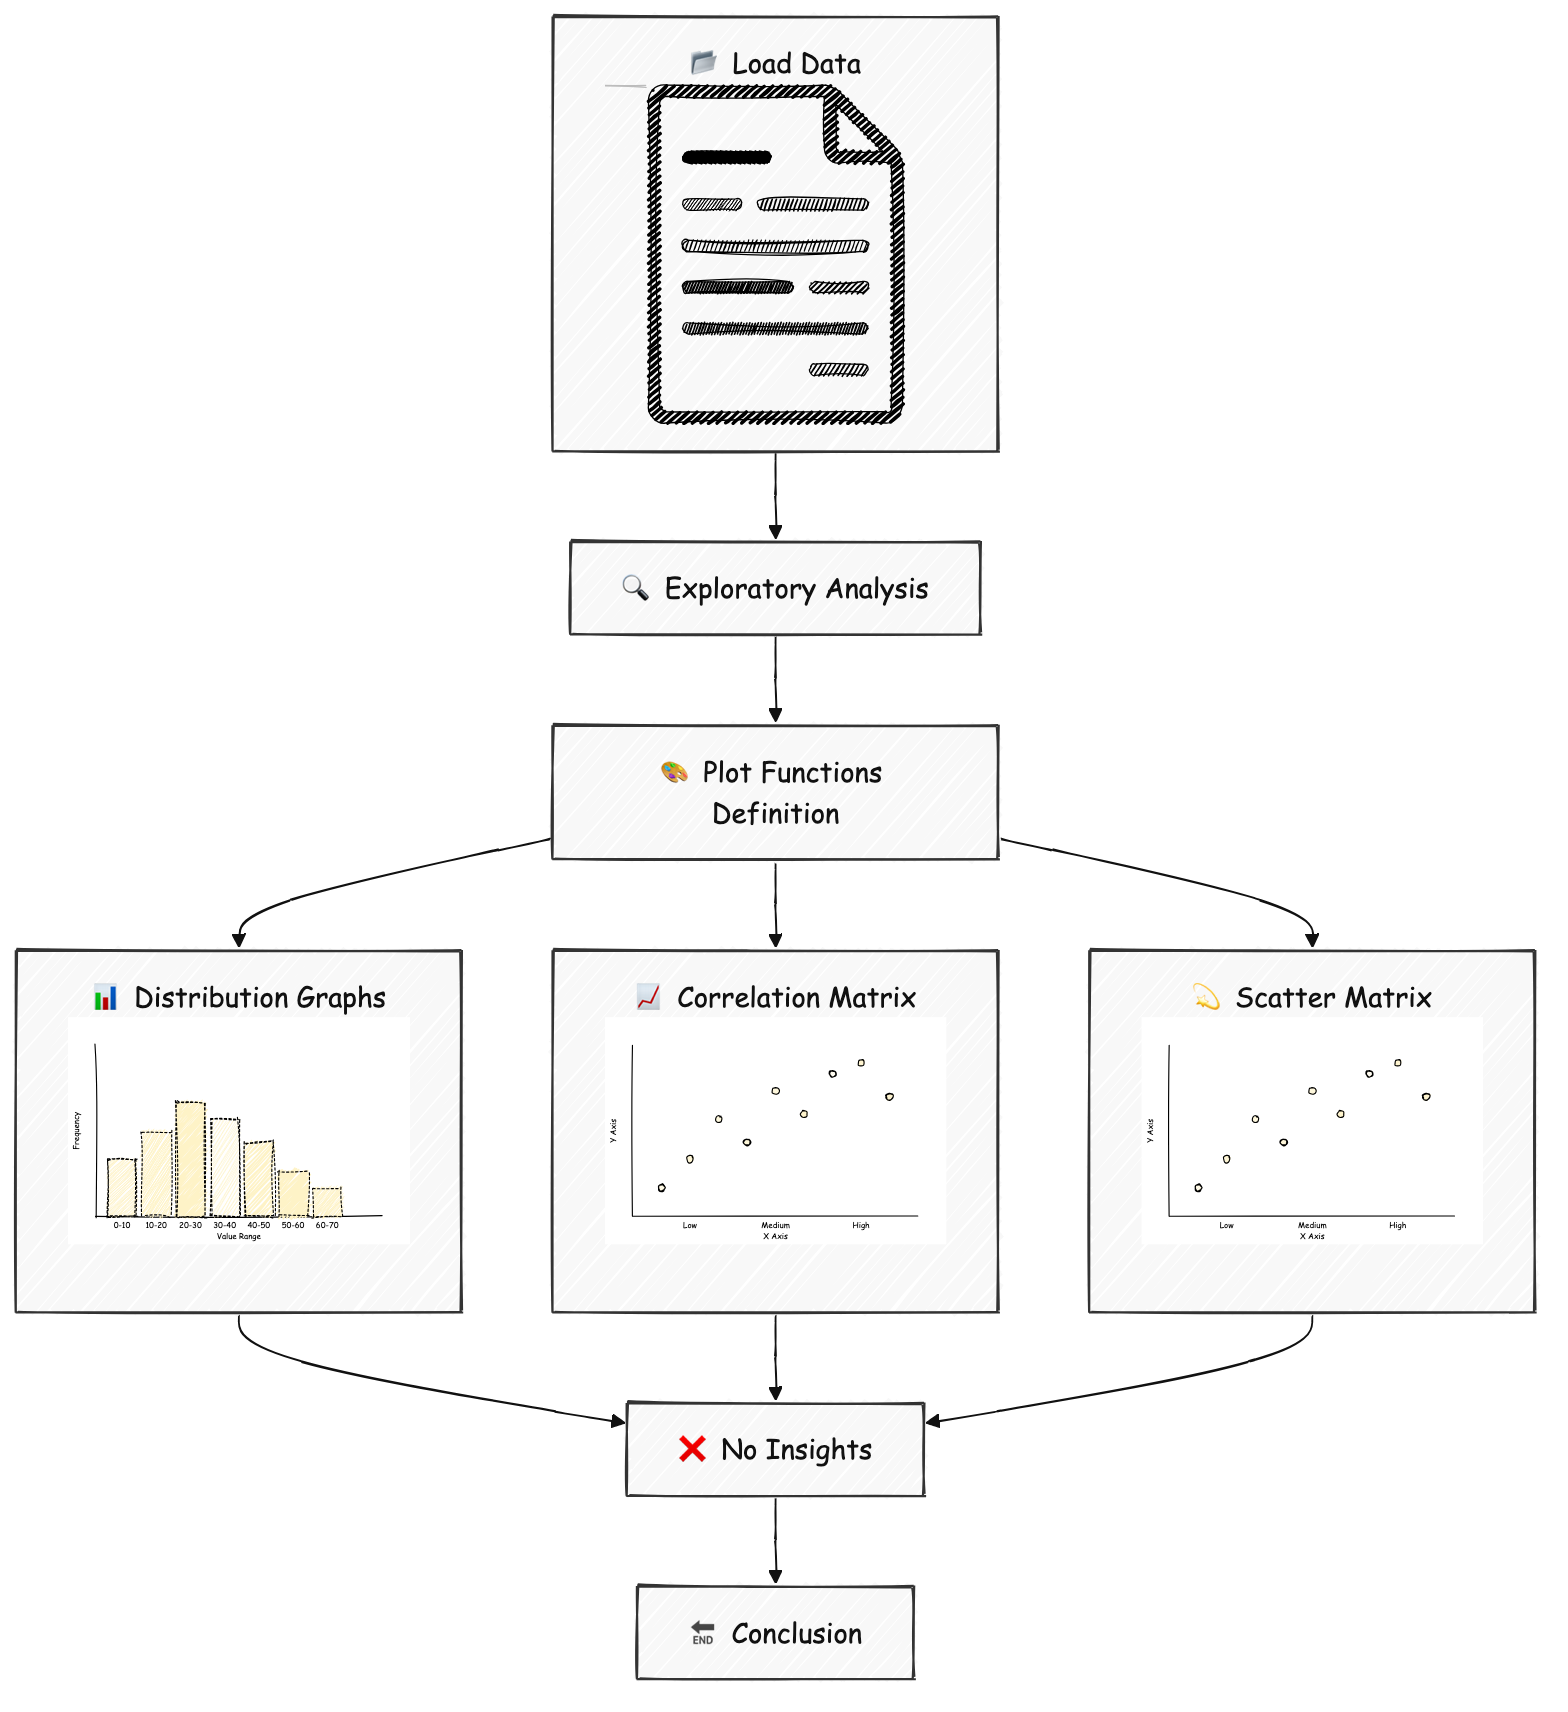 Load Data
Exploratory Analysis
Plot Functions
Definition
Distribution Graphs
Frequency
0-10 10-20 20-30 30-40 40-50 50-60 60-70
Value Range
Correlation Matrix
Y Axis
Low Medium High
X Axis
Scatter Matrix
Y Axis
Low Medium High
X Axis
No Insights
END Conclusion